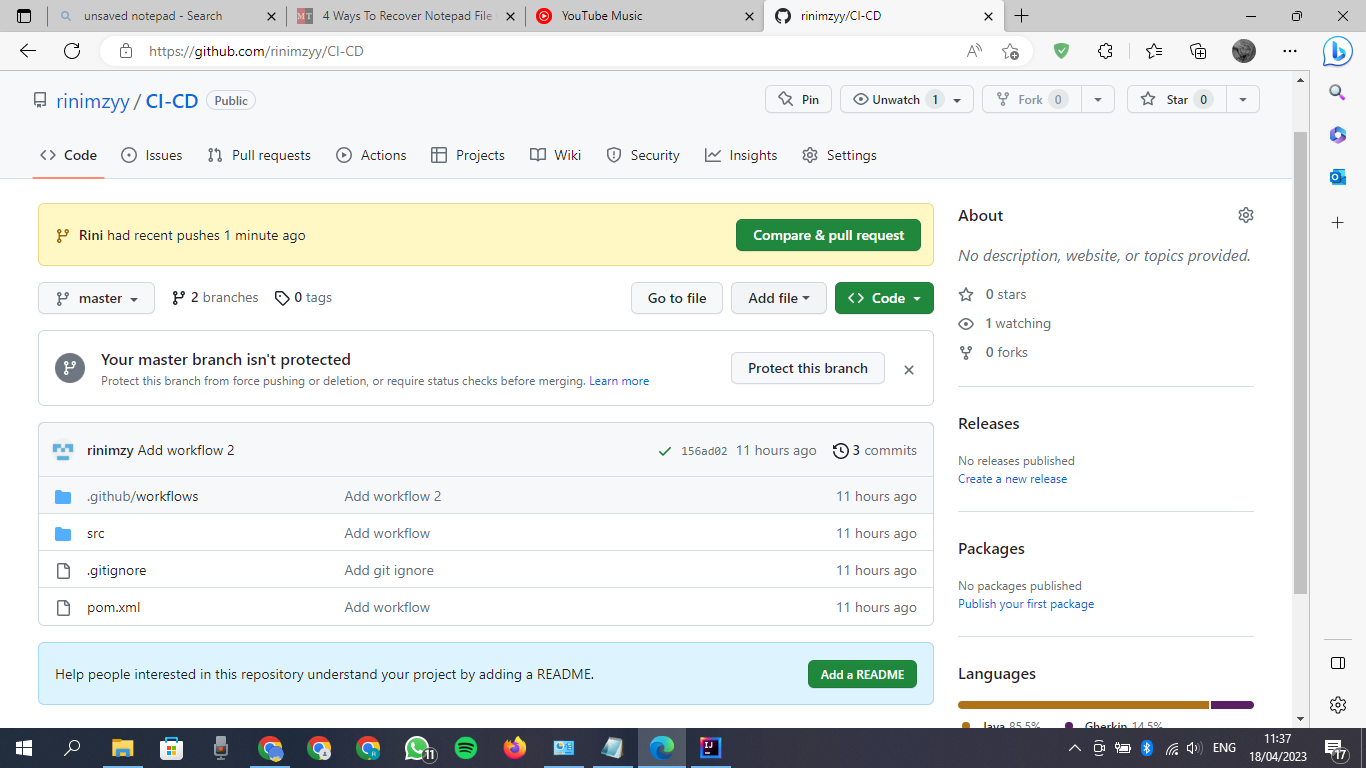 unsaved notepad - Search
4 Ways To Recover Notepad File
YouTube Music
rinimzyy/CI-CD
https://github.com/rinimzyy/CI-CD
rinimzyy / CI-CD Public
Pin
Unwatch 1
Fork 0
Star 0
Code
Issues
Pull requests
Actions
Projects
Wiki
Security
Insights
Settings
Rini had recent pushes 1 minute ago
Compare & pull request
master
2 branches
0 tags
Go to file
Add file
Code
Your master branch isn't protected
Protect this branch from force pushing or deletion, or require status checks before merging. Learn more
Protect this branch
rinimzy Add workflow 2
156ad02 11 hours ago
3 commits
.github/workflows Add workflow 2 11 hours ago
src Add workflow 11 hours ago
.gitignore Add git ignore 11 hours ago
pom.xml Add workflow 11 hours ago
Help people interested in this repository understand your project by adding a README.
Add a README
About
No description, website, or topics provided.
0 stars
1 watching
0 forks
Releases
No releases published
Create a new release
Packages
No packages published
Publish your first package
Languages
Java 85.5% Gherkin 14.5%
11
ENG
11:37
18/04/2023
17